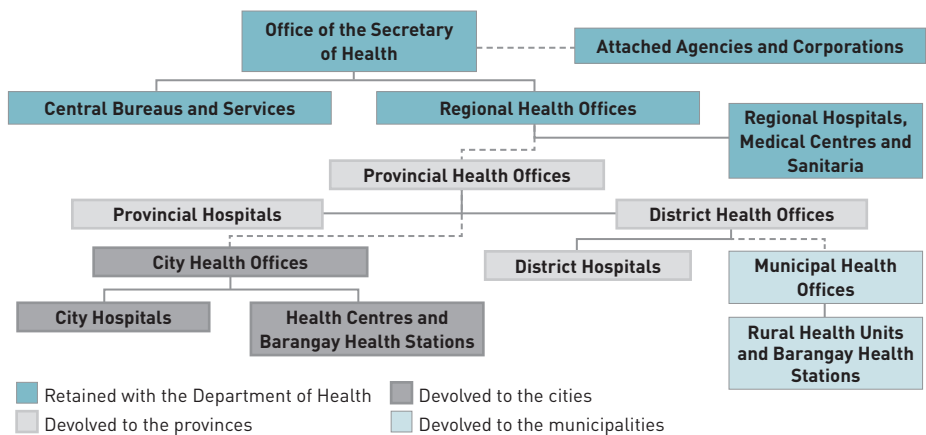 Office of the Secretary
of Health
Attached Agencies and Corporations
Central Bureaus and Services
Regional Health Offices
Regional Hospitals,
Medical Centres and
Sanitaria
Provincial Health Offices
Provincial Hospitals
District Health Offices
City Health Offices
District Hospitals
Municipal Health
Offices
City Hospitals
Health Centres and
Barangay Health Stations
Rural Health Units
and Barangay Health
Stations
Retained with the Department of Health
Devolved to the cities
Devolved to the provinces
Devolved to the municipalities